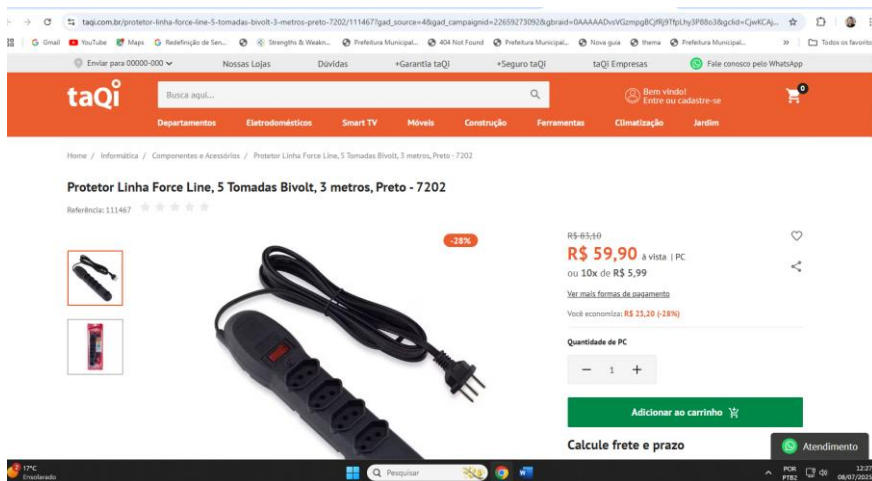 taqi.com.br/protetor-linha-force-line-5-tomadas-bivolt-3-metros-preto-7202/111467?gad_source=4&gad_campaignid=22659273092&gbraid=
Gmail YouTube Maps Redefinição de Sen... Strengths & Weakn... Prefeitura Municipal... 404 Not Found Prefeitura Municipal... Nova guia thema Prefeitura Municipal... » Todos os favoritos
Enviar para 00000-000 Nossas Lojas Dúvidas +Garantia taQi +Seguro taQi taQi Empresas Fale conosco pelo WhatsApp
taQi Busca aqui... Bem vindo! 0
Entre ou cadastre-se
Departamentos Eletrodomésticos Smart TV Móveis Construção Ferramentas Climatização Jardim
Home / Informática / Componentes e Acessórios / Protetor Linha Force Line, 5 Tomadas Bivolt, 3 metros, Preto - 7202
Protetor Linha Force Line, 5 Tomadas Bivolt, 3 metros, Preto - 7202
Referência: 111467
-28%
R$ 83,10
R$ 59,90 à vista | PC
ou 10x de R$ 5,99
Ver mais formas de pagamento
Você economiza: R$ 23,20 (-28%)
Quantidade de PC
− 1 +
Adicionar ao carrinho
Calcule frete e prazo
Atendimento
2 17°C
Ensolarado
Pesquisar
POR
PTB2
12:27
08/07/2025